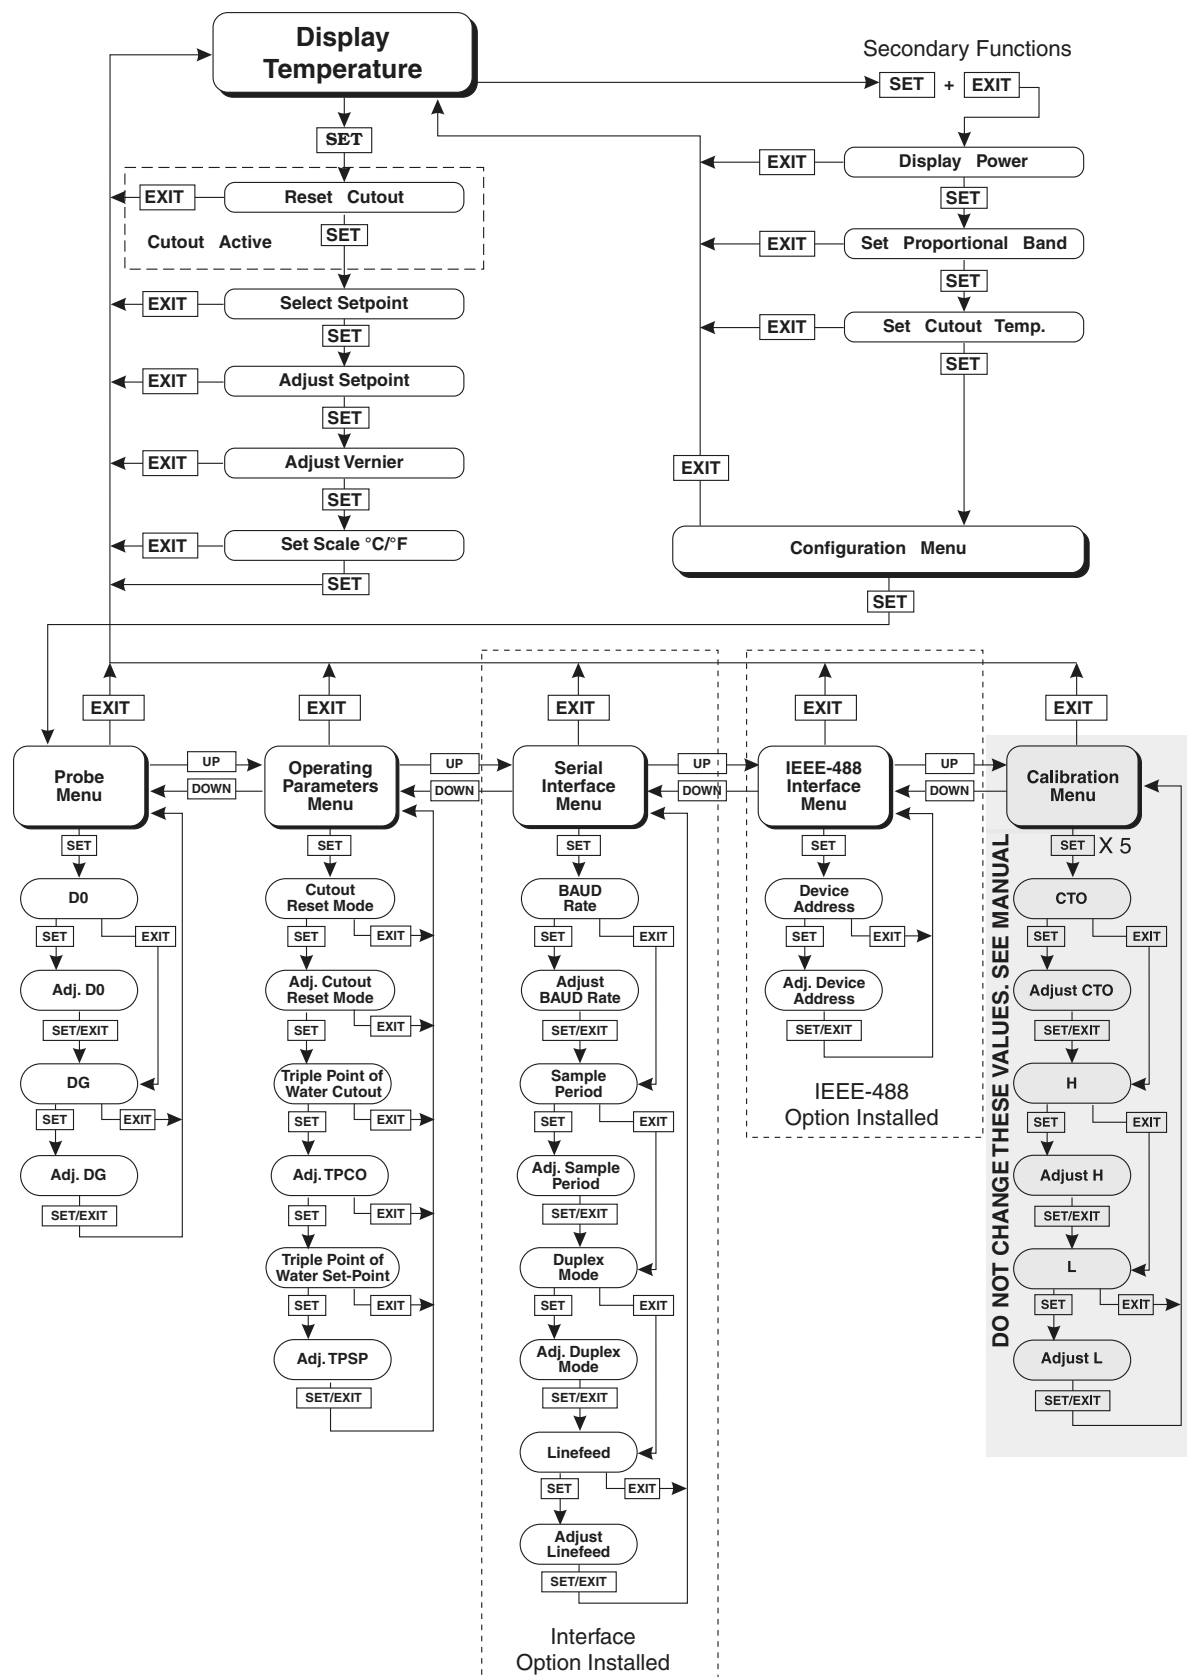 Display
Temperature
Secondary Functions
SET + EXIT
SET
EXIT
Reset Cutout
Cutout Active
SET
EXIT
Select Setpoint
SET
EXIT
Adjust Setpoint
SET
EXIT
Adjust Vernier
SET
EXIT
Set Scale °C/°F
SET
EXIT
Display Power
SET
EXIT
Set Proportional Band
SET
EXIT
Set Cutout Temp.
SET
EXIT
Configuration Menu
SET
EXIT
EXIT
EXIT
EXIT
EXIT
Probe
Menu
UP
DOWN
Operating
Parameters
Menu
UP
DOWN
Serial
Interface
Menu
UP
DOWN
IEEE-488
Interface
Menu
UP
DOWN
Calibration
Menu
SET
D0
SET
EXIT
Adj. D0
SET/EXIT
DG
SET
EXIT
Adj. DG
SET/EXIT
SET
Cutout
Reset Mode
SET
EXIT
Adj. Cutout
Reset Mode
SET
EXIT
Triple Point of
Water Cutout
SET
EXIT
Adj. TPCO
SET
EXIT
Triple Point of
Water Set-Point
SET
EXIT
Adj. TPSP
SET/EXIT
SET
BAUD
Rate
SET
EXIT
Adjust
BAUD Rate
SET/EXIT
Sample
Period
SET
EXIT
Adj. Sample
Period
SET/EXIT
Duplex
Mode
SET
EXIT
Adj. Duplex
Mode
SET/EXIT
Linefeed
SET
EXIT
Adjust
Linefeed
SET/EXIT
Interface
Option Installed
SET
Device
Address
SET
EXIT
Adj. Device
Address
SET/EXIT
IEEE-488
Option Installed
DO NOT CHANGE THESE VALUES. SEE MANUAL
SET X 5
CTO
SET
EXIT
Adjust CTO
SET/EXIT
H
SET
EXIT
Adjust H
SET/EXIT
L
SET
EXIT
Adjust L
SET/EXIT